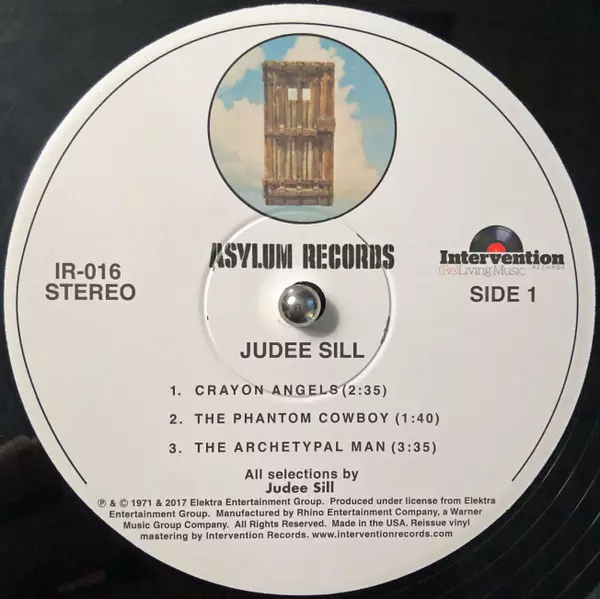 ASYLUM RECORDS
IR-016
STEREO
Intervention
(Re)Living Music RECORDS
SIDE 1
JUDEE SILL
1. CRAYON ANGELS (2:35)
2. THE PHANTOM COWBOY (1:40)
3. THE ARCHETYPAL MAN (3:35)
All selections by
Judee Sill
℗ & © 1971 & 2017 Elektra Entertainment Group. Produced under license from Elektra
Entertainment Group. Manufactured by Rhino Entertainment Company, a Warner
Music Group Company. All Rights Reserved. Made in the USA. Reissue vinyl
mastering by Intervention Records. www.interventionrecords.com